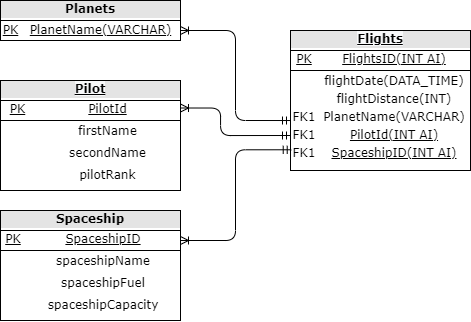 Planets
PK PlanetName(VARCHAR)
Pilot
PK PilotId
firstName
secondName
pilotRank
Spaceship
PK SpaceshipID
spaceshipName
spaceshipFuel
spaceshipCapacity
Flights
PK FlightsID(INT AI)
flightDate(DATA_TIME)
flightDistance(INT)
FK1 PlanetName(VARCHAR)
FK1 PilotId(INT AI)
FK1 SpaceshipID(INT AI)